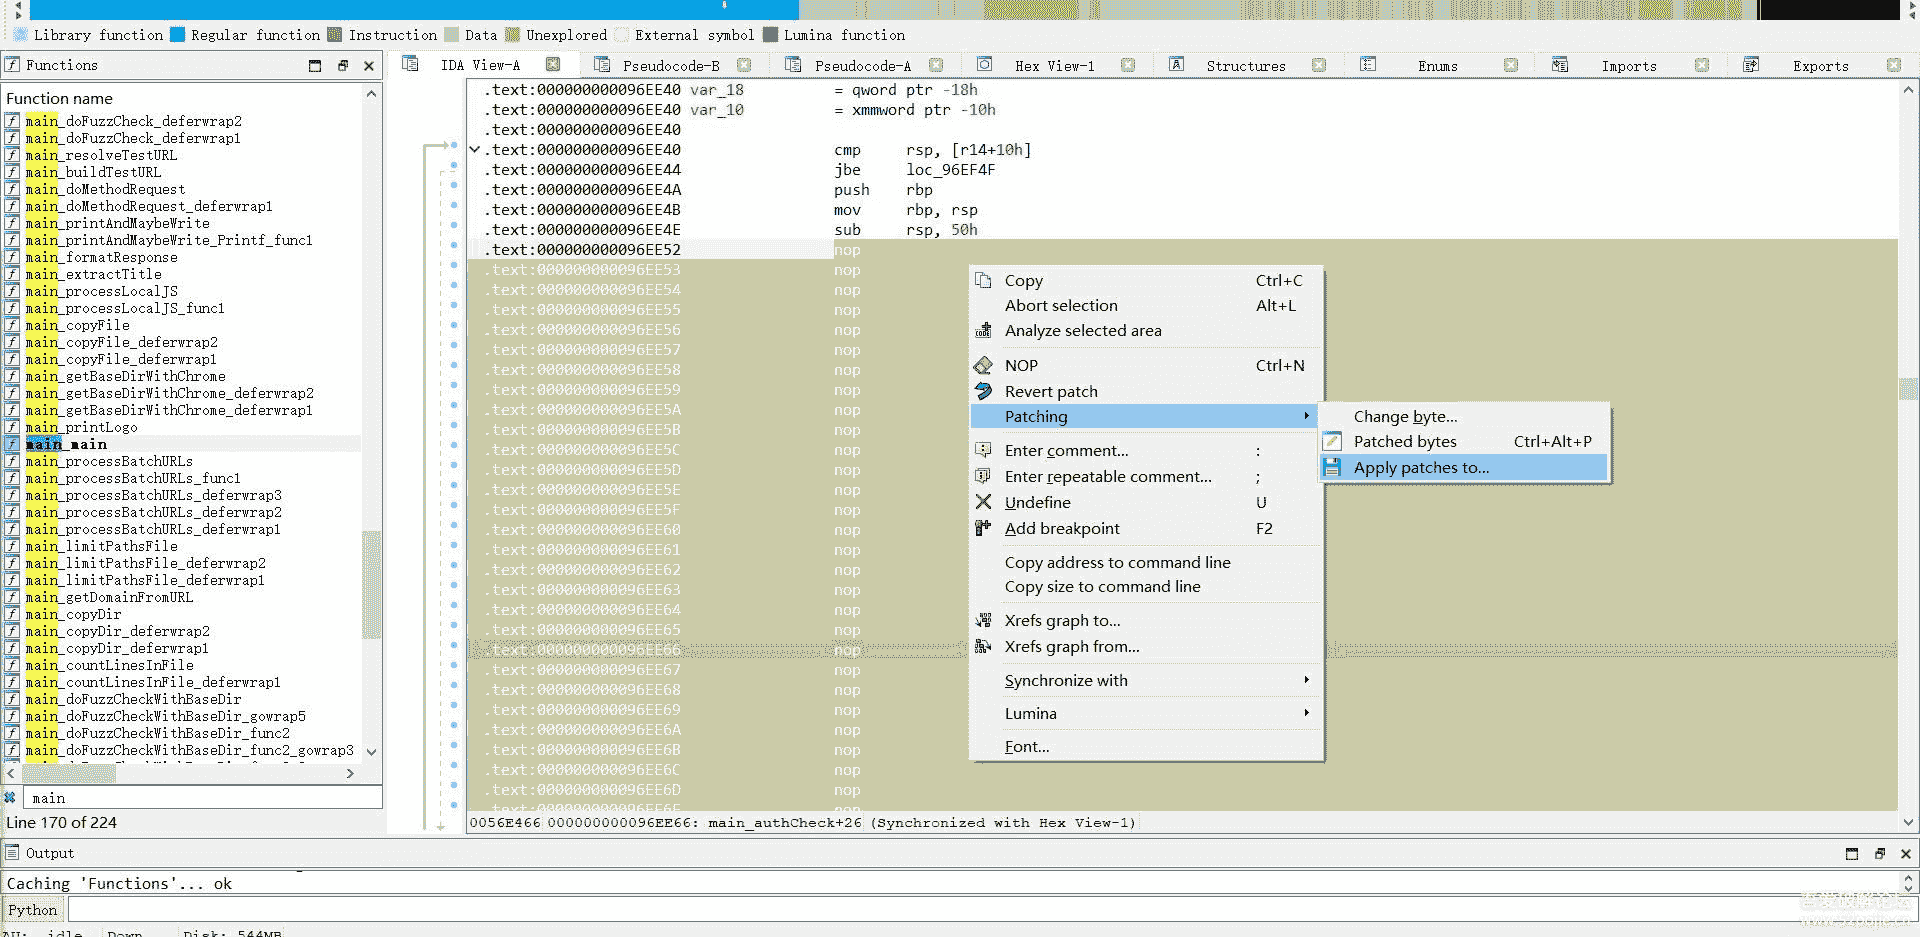 Library function Regular function Instruction Data Unexplored External symbol Lumina function
Functions
IDA View-A Pseudocode-B Pseudocode-A Hex View-1 Structures Enums Imports Exports
Function name
main_doFuzzCheck_deferwrap2
main_doFuzzCheck_deferwrap1
main_resolveTestURL
main_buildTestURL
main_doMethodRequest
main_doMethodRequest_deferwrap1
main_printAndMaybeWrite
main_printAndMaybeWrite_Printf_func1
main_formatResponse
main_extractTitle
main_processLocalJS
main_processLocalJS_func1
main_copyFile
main_copyFile_deferwrap2
main_copyFile_deferwrap1
main_getBaseDirWithChrome
main_getBaseDirWithChrome_deferwrap2
main_getBaseDirWithChrome_deferwrap1
main_printLogo
main_main
main_processBatchURLs
main_processBatchURLs_func1
main_processBatchURLs_deferwrap3
main_processBatchURLs_deferwrap2
main_processBatchURLs_deferwrap1
main_limitPathsFile
main_limitPathsFile_deferwrap2
main_limitPathsFile_deferwrap1
main_getDomainFromURL
main_copyDir
main_copyDir_deferwrap2
main_copyDir_deferwrap1
main_countLinesInFile
main_countLinesInFile_deferwrap1
main_doFuzzCheckWithBaseDir
main_doFuzzCheckWithBaseDir_gowrap5
main_doFuzzCheckWithBaseDir_func2
main_doFuzzCheckWithBaseDir_func2_gowrap3
main
Line 170 of 224
.text:000000000096EE40 var_18 = qword ptr -18h
.text:000000000096EE40 var_10 = xmmword ptr -10h
.text:000000000096EE40
.text:000000000096EE40 cmp rsp, [r14+10h]
.text:000000000096EE44 jbe loc_96EF4F
.text:000000000096EE4A push rbp
.text:000000000096EE4B mov rbp, rsp
.text:000000000096EE4E sub rsp, 50h
.text:000000000096EE52 nop
.text:000000000096EE53 nop
.text:000000000096EE54 nop
.text:000000000096EE55 nop
.text:000000000096EE56 nop
.text:000000000096EE57 nop
.text:000000000096EE58 nop
.text:000000000096EE59 nop
.text:000000000096EE5A nop
.text:000000000096EE5B nop
.text:000000000096EE5C nop
.text:000000000096EE5D nop
.text:000000000096EE5E nop
.text:000000000096EE5F nop
.text:000000000096EE60 nop
.text:000000000096EE61 nop
.text:000000000096EE62 nop
.text:000000000096EE63 nop
.text:000000000096EE64 nop
.text:000000000096EE65 nop
.text:000000000096EE66 nop
.text:000000000096EE67 nop
.text:000000000096EE68 nop
.text:000000000096EE69 nop
.text:000000000096EE6A nop
.text:000000000096EE6B nop
.text:000000000096EE6C nop
.text:000000000096EE6D nop
.text:000000000096EE6E nop
0056E466 000000000096EE66: main_authCheck+26 (Synchronized with Hex View-1)
Copy Ctrl+C
Abort selection Alt+L
Analyze selected area
NOP Ctrl+N
Revert patch
Patching
Enter comment... :
Enter repeatable comment... ;
Undefine U
Add breakpoint F2
Copy address to command line
Copy size to command line
Xrefs graph to...
Xrefs graph from...
Synchronize with
Lumina
Font...
Change byte...
Patched bytes Ctrl+Alt+P
Apply patches to...
Output
Caching 'Functions'... ok
Python
AU: idle Down Disk: 544MB